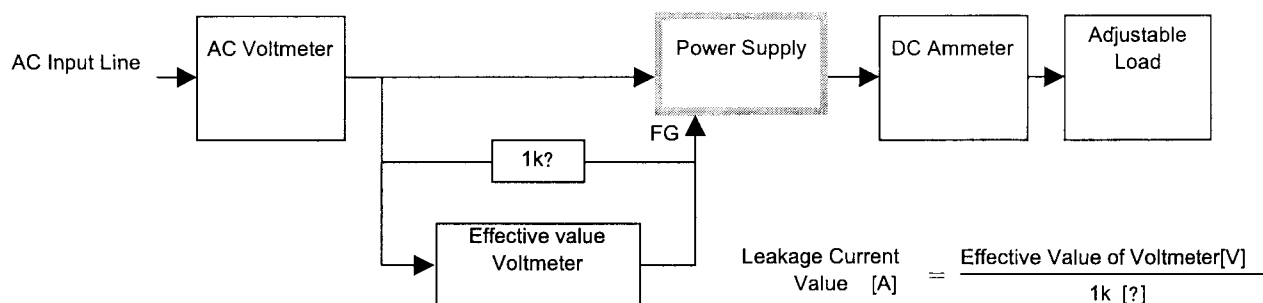 AC Input Line
AC Voltmeter
Power Supply
DC Ammeter
Adjustable
Load
FG
1k?
Effective value
Voltmeter
Leakage Current
Value [A]
=
Effective Value of Voltmeter[V]
1k [?]